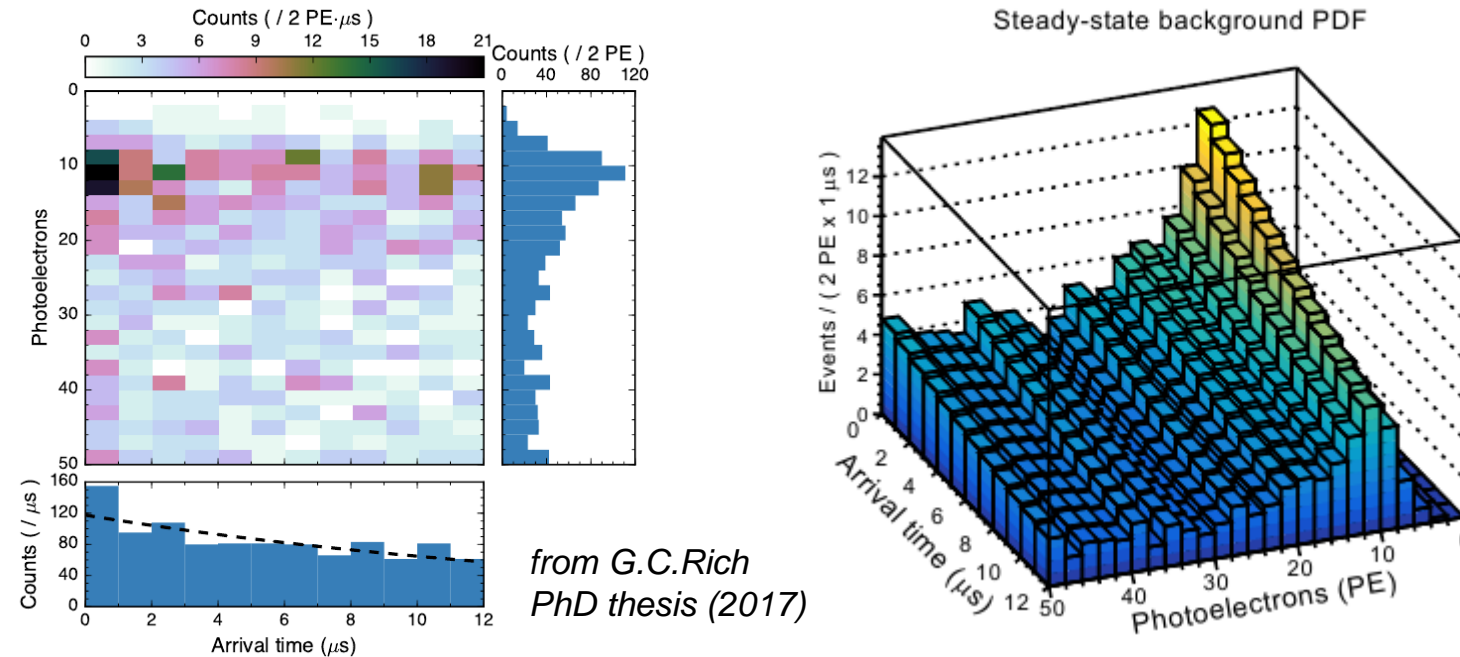 Counts ( / 2 PE·μs )
0 3 6 9 12 15 18 21
Counts ( / 2 PE )
0 40 80 120
0
10
20
30
40
50
Photoelectrons
160
120
80
40
0
Counts ( / μs )
0 2 4 6 8 10 12
Arrival time (μs)
from G.C.Rich
PhD thesis (2017)
Steady-state background PDF
12
10
8
6
4
2
0
Events / ( 2 PE x 1 μs )
0
2
4
6
8
10
12
Arrival time (μs)
50 40 30 20 10
Photoelectrons (PE)